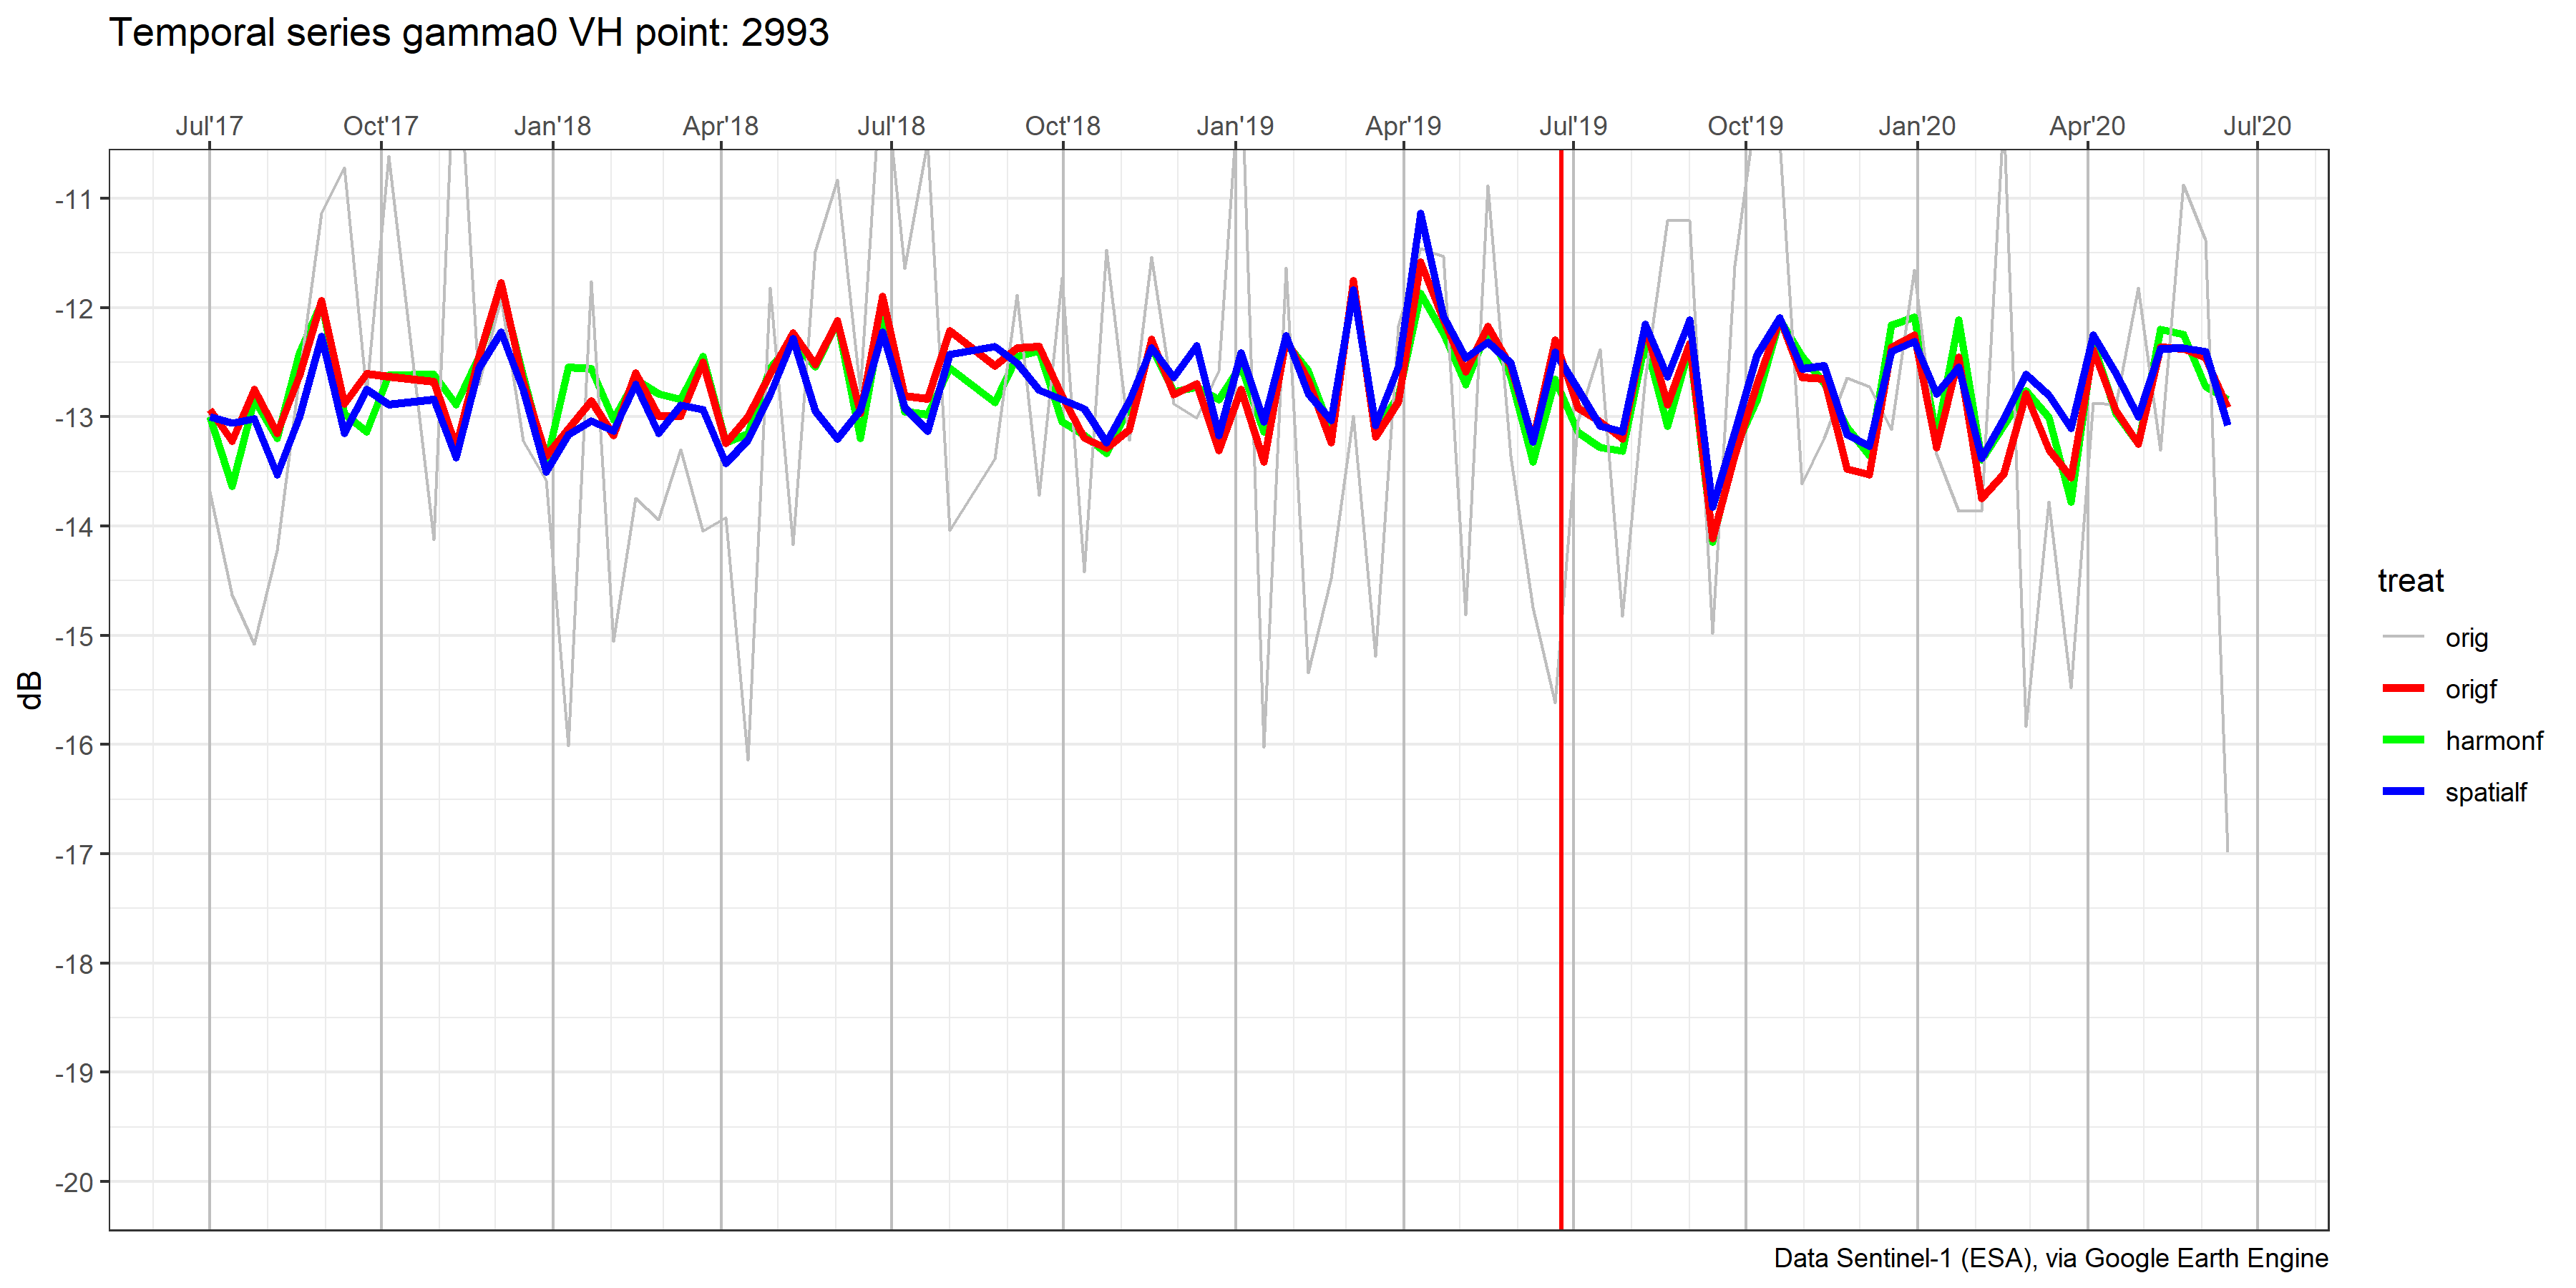 Temporal series gamma0 VH point: 2993
Jul'17 Oct'17 Jan'18 Apr'18 Jul'18 Oct'18 Jan'19 Apr'19 Jul'19 Oct'19 Jan'20 Apr'20 Jul'20
-11
-12
-13
-14
-15
-16
-17
-18
-19
-20
dB
treat
orig
origf
harmonf
spatialf
Data Sentinel-1 (ESA), via Google Earth Engine